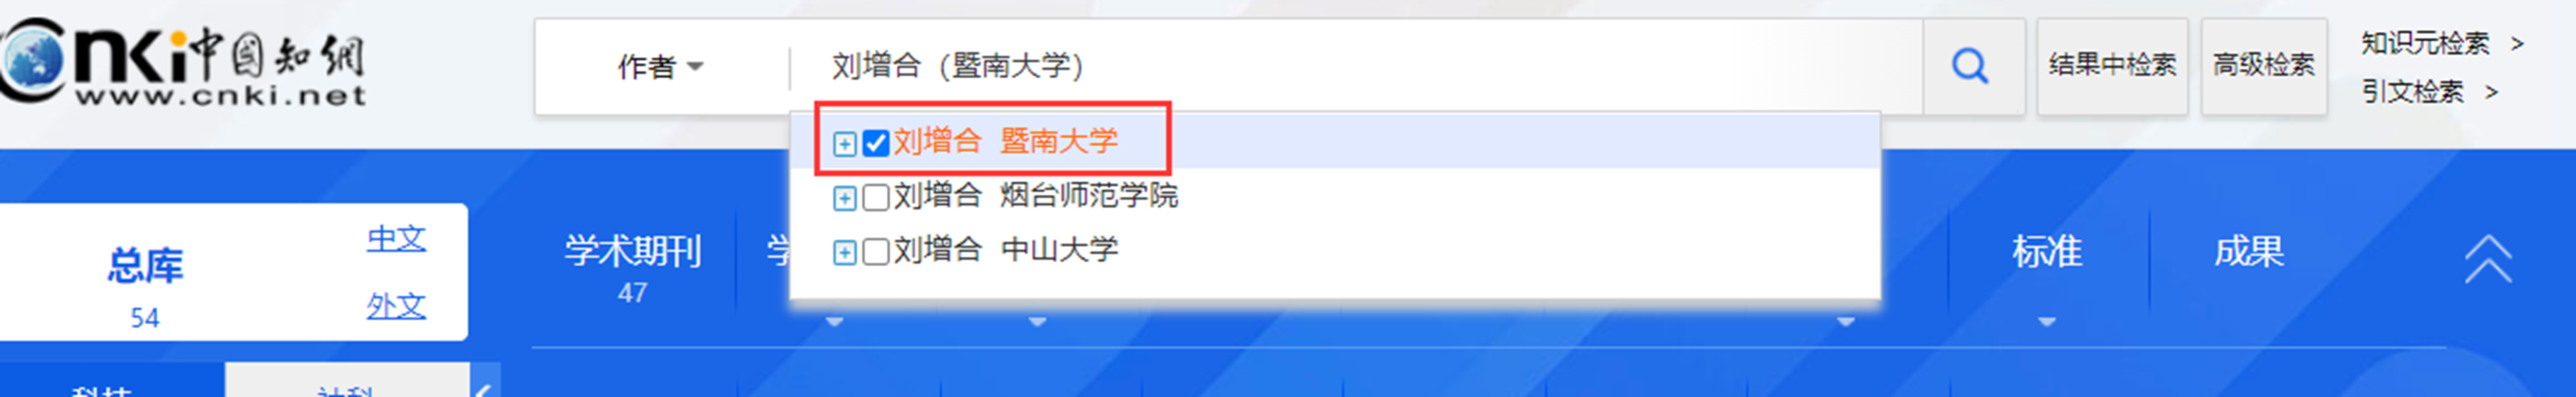 cnki中国知網
www.cnki.net
作者
刘增合（暨南大学）
结果中检索
高级检索
知识元检索 >
引文检索 >
刘增合 暨南大学
刘增合 烟台师范学院
刘增合 中山大学
总库
54
中文
外文
学术期刊
47
学
标准
成果
科技
社科